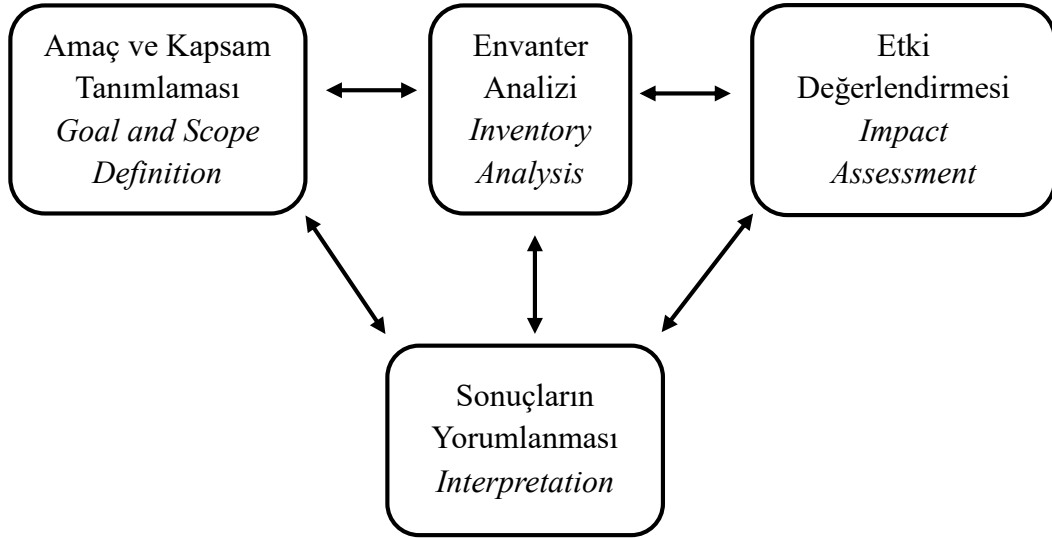 Amaç ve Kapsam
Tanımlaması
Goal and Scope
Definition
Envanter
Analizi
Inventory
Analysis
Etki
Değerlendirmesi
Impact
Assessment
Sonuçların
Yorumlanması
Interpretation